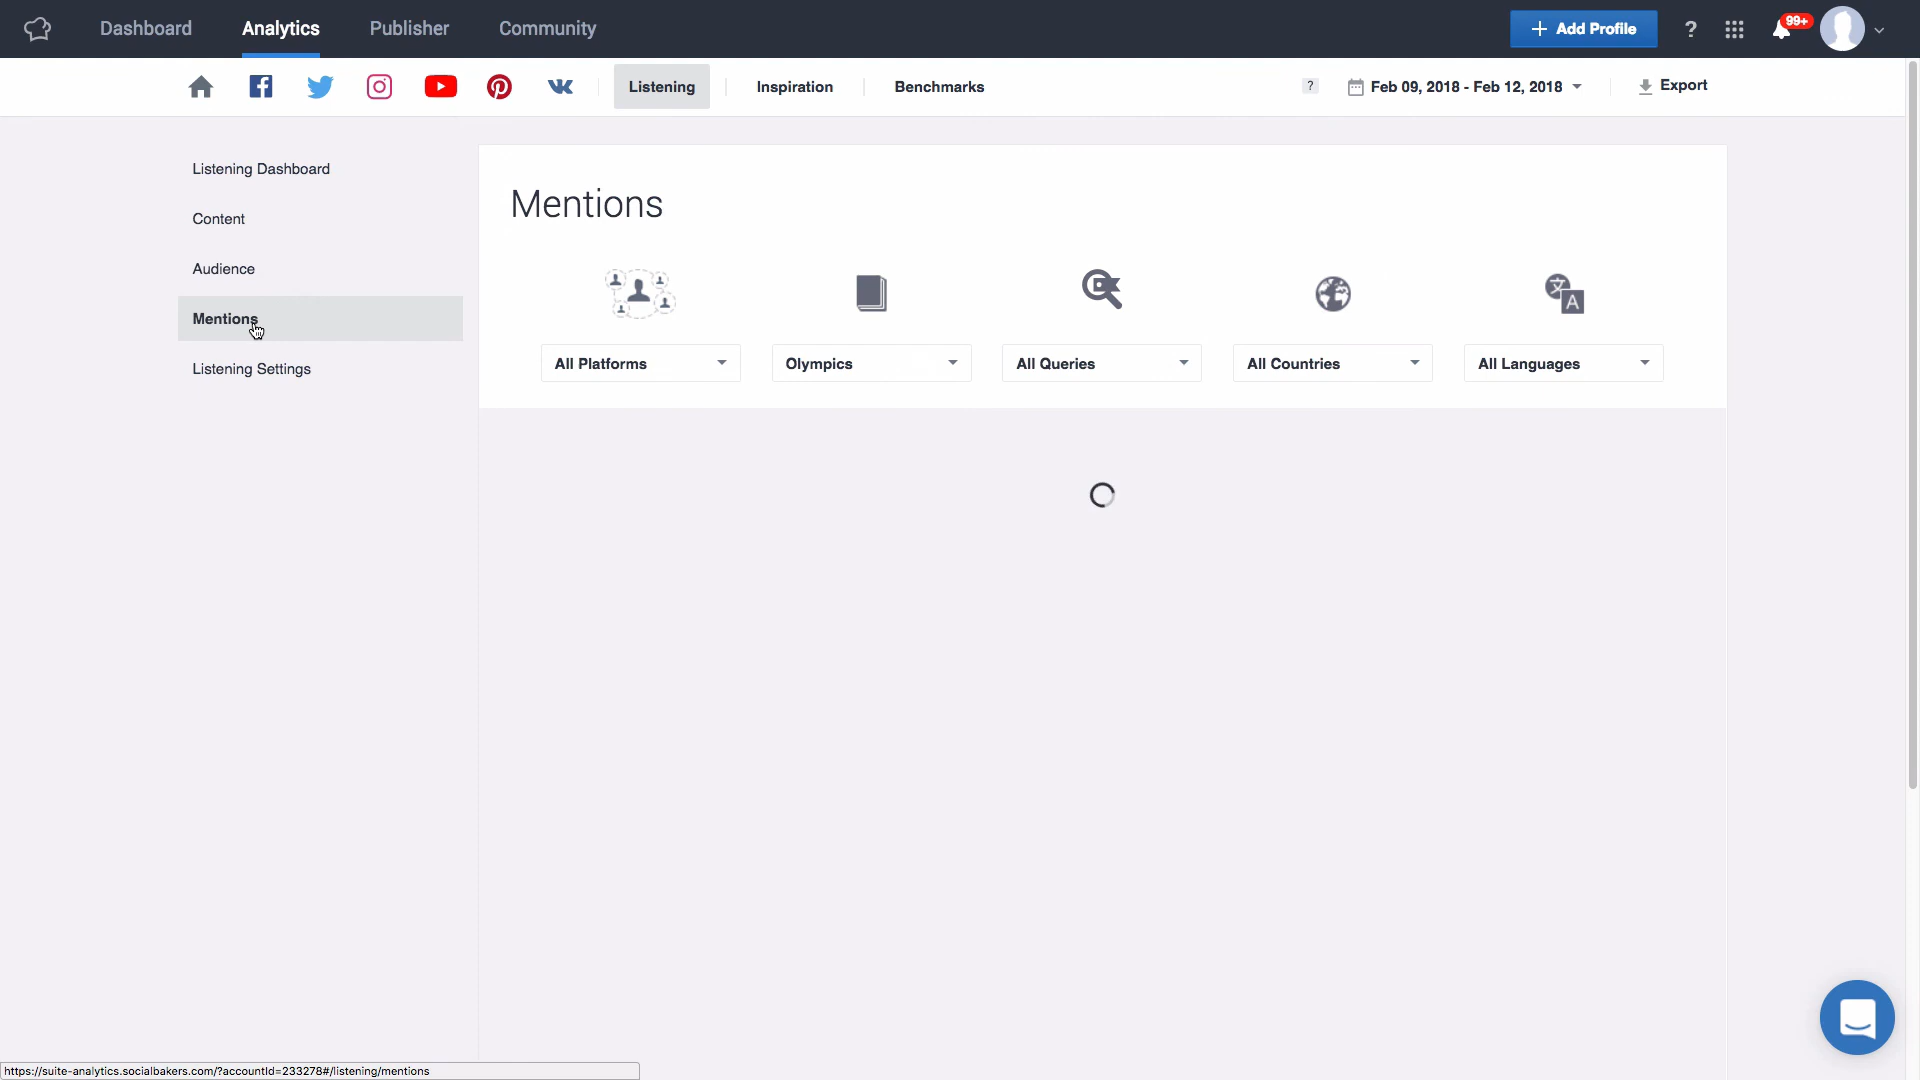 Dashboard
Analytics
Publisher
Community
+ Add Profile
?
99+
Listening
Inspiration
Benchmarks
?
Feb 09, 2018 - Feb 12, 2018
Export
Listening Dashboard
Content
Audience
Mentions
Listening Settings
Mentions
All Platforms
Olympics
All Queries
All Countries
文A
All Languages
https://suite-analytics.socialbakers.com/?accountId=233278#/listening/mentions